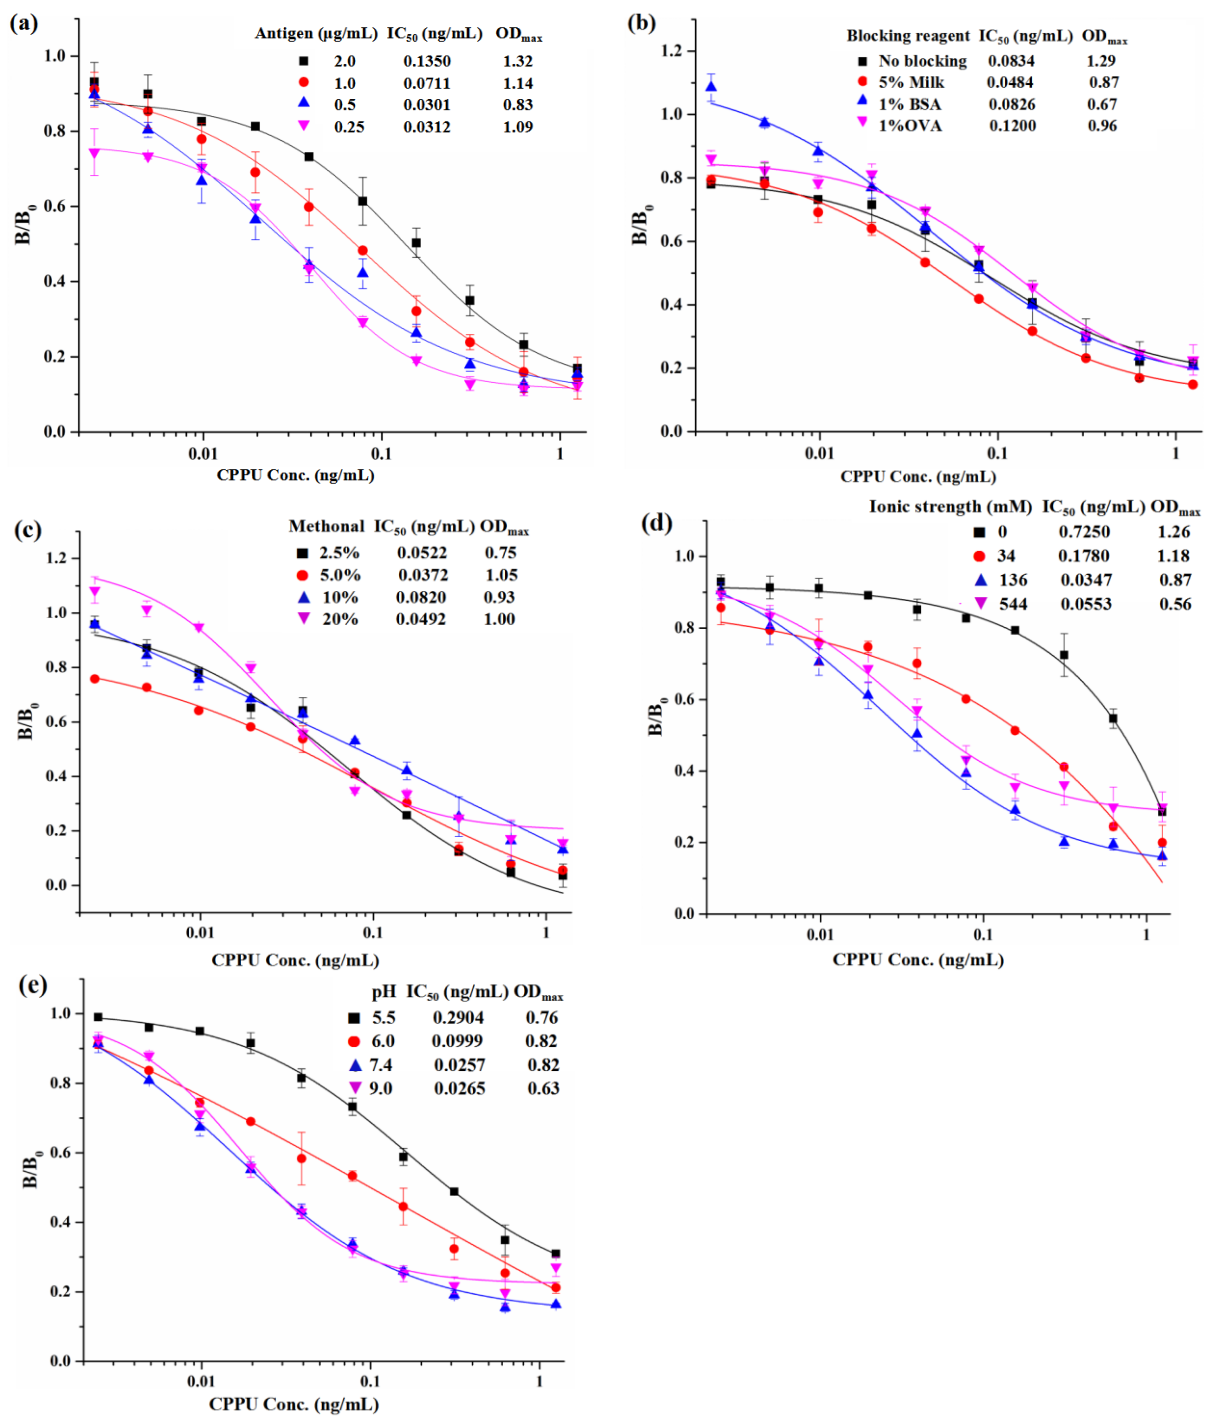 (a)
Antigen (μg/mL) IC50 (ng/mL) ODmax
2.0 0.1350 1.32
1.0 0.0711 1.14
0.5 0.0301 0.83
0.25 0.0312 1.09
B/B0
1.0
0.8
0.6
0.4
0.2
0.0
0.01 0.1 1
CPPU Conc. (ng/mL)
(b)
Blocking reagent IC50 (ng/mL) ODmax
No blocking 0.0834 1.29
5% Milk 0.0484 0.87
1% BSA 0.0826 0.67
1%OVA 0.1200 0.96
B/B0
1.2
1.0
0.8
0.6
0.4
0.2
0.0
0.01 0.1 1
CPPU Conc. (ng/mL)
(c)
Methonal IC50 (ng/mL) ODmax
2.5% 0.0522 0.75
5.0% 0.0372 1.05
10% 0.0820 0.93
20% 0.0492 1.00
B/B0
1.2
1.0
0.8
0.6
0.4
0.2
0.0
0.01 0.1 1
CPPU Conc. (ng/mL)
(d)
Ionic strength (mM) IC50 (ng/mL) ODmax
0 0.7250 1.26
34 0.1780 1.18
136 0.0347 0.87
544 0.0553 0.56
B/B0
1.0
0.8
0.6
0.4
0.2
0.0
0.01 0.1 1
CPPU Conc. (ng/mL)
(e)
pH IC50 (ng/mL) ODmax
5.5 0.2904 0.76
6.0 0.0999 0.82
7.4 0.0257 0.82
9.0 0.0265 0.63
B/B0
1.0
0.8
0.6
0.4
0.2
0.0
0.01 0.1 1
CPPU Conc. (ng/mL)